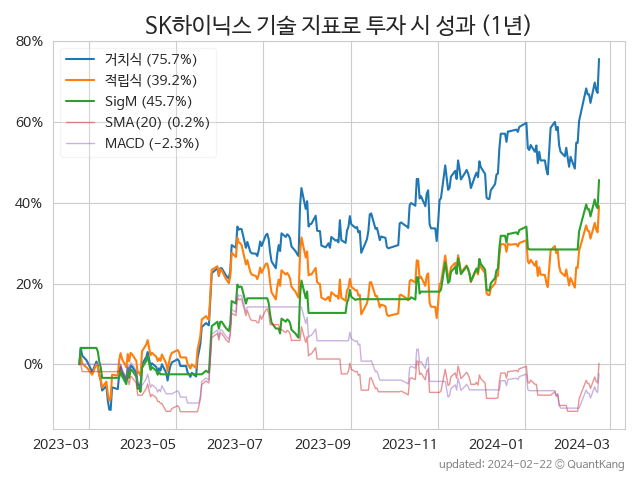 SK하이닉스 기술 지표로 투자 시 성과 (1년)
80%
60%
40%
20%
0%
거치식 (75.7%)
적립식 (39.2%)
SigM (45.7%)
SMA(20) (0.2%)
MACD (−2.3%)
2023-03 2023-05 2023-07 2023-09 2023-11 2024-01 2024-03
updated: 2024-02-22 © QuantKang